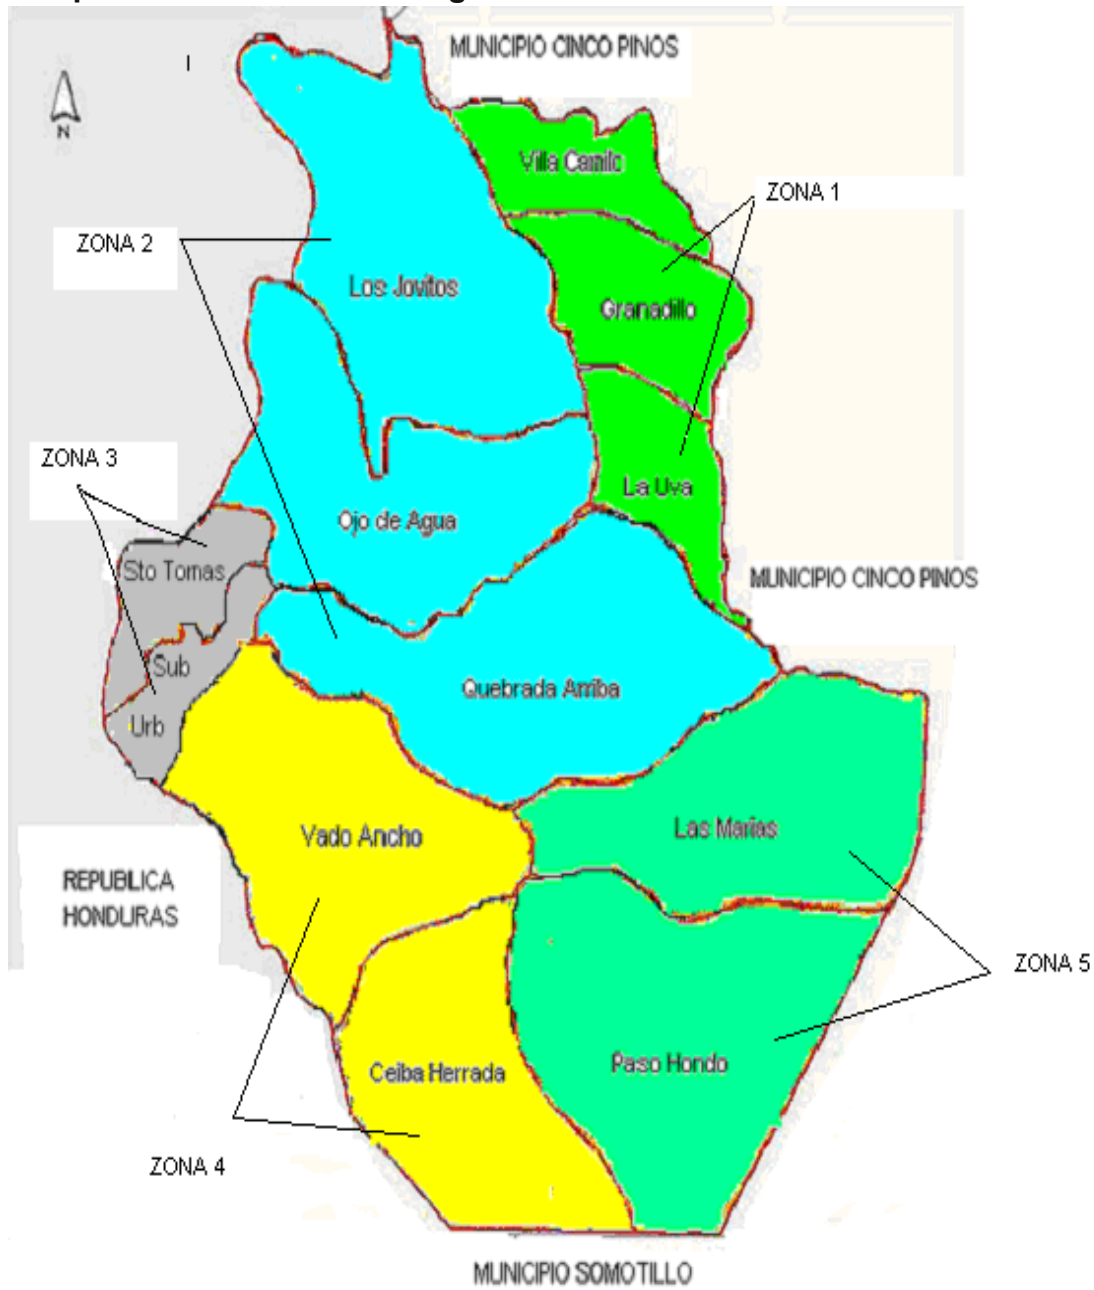 MUNICIPIO CINCO PINOS
N
Villa Camilo
ZONA 1
ZONA 2
Los Jovitos
Granadillo
ZONA 3
La Uva
Ojo de Agua
Sto Tomas
MUNICIPIO CINCO PINOS
Sub
Urb
Quebrada Arriba
Las Marias
Vado Ancho
REPUBLICA
HONDURAS
ZONA 5
Paso Hondo
Ceiba Herrada
ZONA 4
MUNICIPIO SOMOTILLO